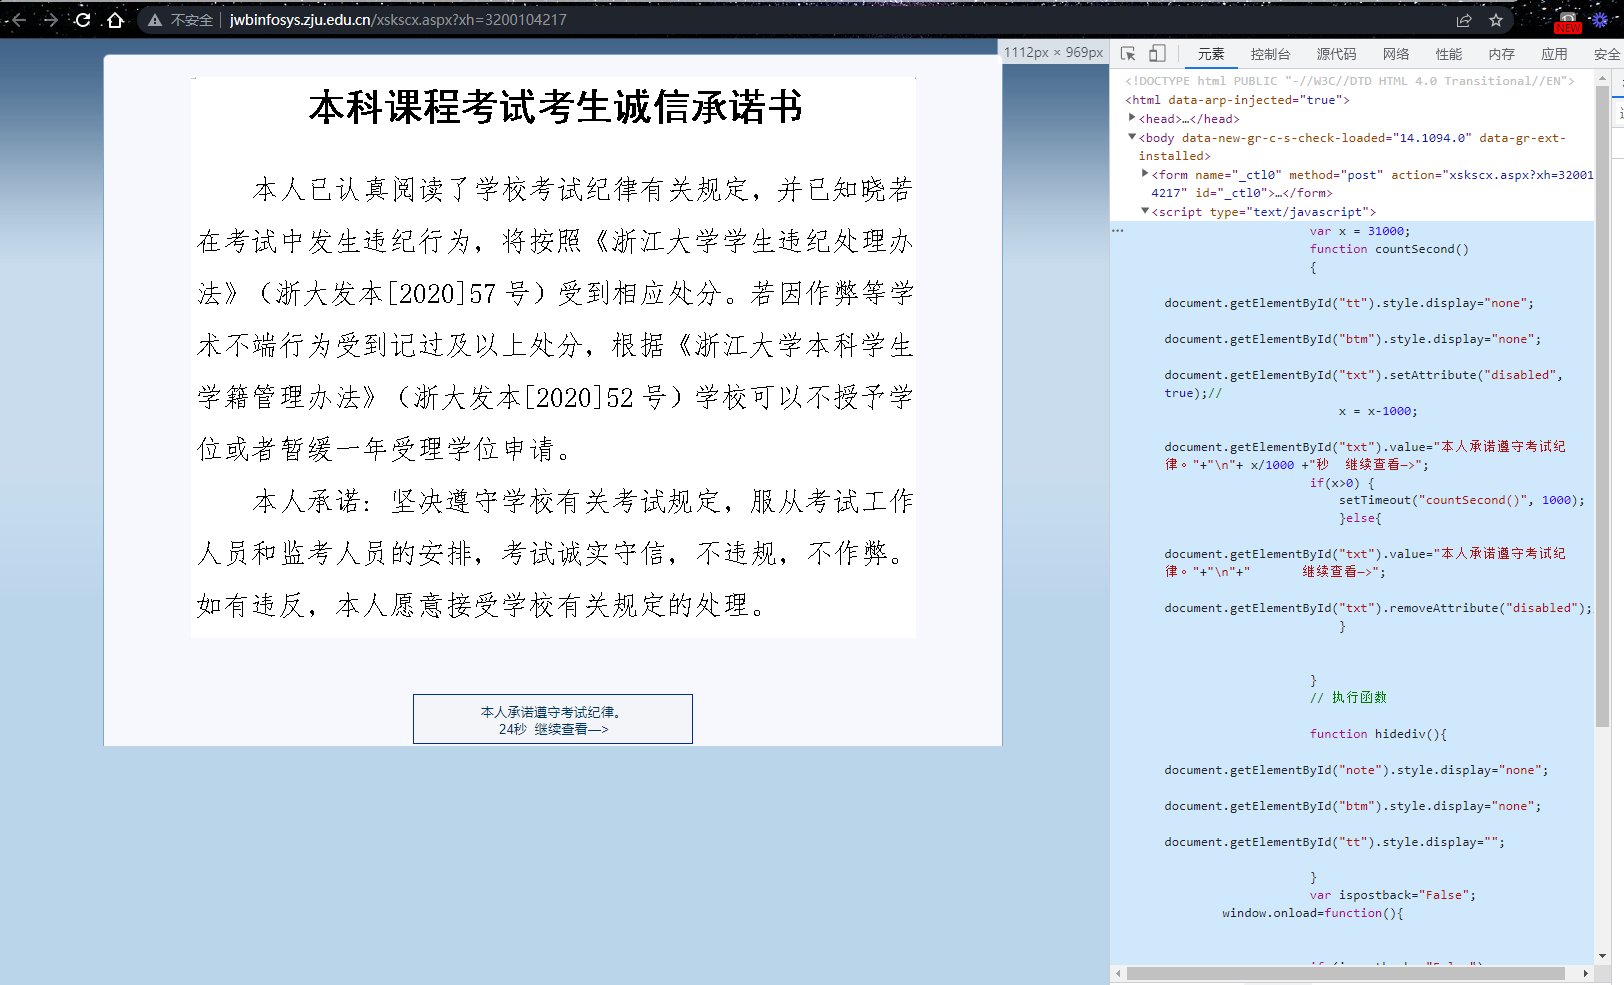 不安全 jwbinfosys.zju.edu.cn/xskscx.aspx?xh=3200104217
NEW
1112px × 969px
元素 控制台 源代码 网络 性能 内存 应用 安全
本科课程考试考生诚信承诺书
本人已认真阅读了学校考试纪律有关规定，并已知晓若
在考试中发生违纪行为，将按照《浙江大学学生违纪处理办
法》（浙大发本[2020]57 号）受到相应处分。若因作弊等学
术不端行为受到记过及以上处分，根据《浙江大学本科学生
学籍管理办法》（浙大发本[2020]52 号）学校可以不授予学
位或者暂缓一年受理学位申请。
本人承诺：坚决遵守学校有关考试规定，服从考试工作
人员和监考人员的安排，考试诚实守信，不违规，不作弊。
如有违反，本人愿意接受学校有关规定的处理。
本人承诺遵守考试纪律。
24秒 继续查看—>
<!DOCTYPE html PUBLIC "-//W3C//DTD HTML 4.0 Transitional//EN">
<html data-arp-injected="true">
<head>…</head>
<body data-new-gr-c-s-check-loaded="14.1094.0" data-gr-ext-
installed>
<form name="_ctl0" method="post" action="xskscx.aspx?xh=32001
4217" id="_ctl0">…</form>
<script type="text/javascript">
var x = 31000;
function countSecond()
{
document.getElementById("tt").style.display="none";
document.getElementById("btm").style.display="none";
document.getElementById("txt").setAttribute("disabled",
true);//
x = x-1000;
document.getElementById("txt").value="本人承诺遵守考试纪
律。"+"\n"+ x/1000 +"秒 继续查看—>";
if(x>0) {
setTimeout("countSecond()", 1000);
}else{
document.getElementById("txt").value="本人承诺遵守考试纪
律。"+"\n"+" 继续查看—>";
document.getElementById("txt").removeAttribute("disabled");
}
}
// 执行函数
function hidediv(){
document.getElementById("note").style.display="none";
document.getElementById("btm").style.display="none";
document.getElementById("tt").style.display="";
}
var ispostback="False";
window.onload=function(){